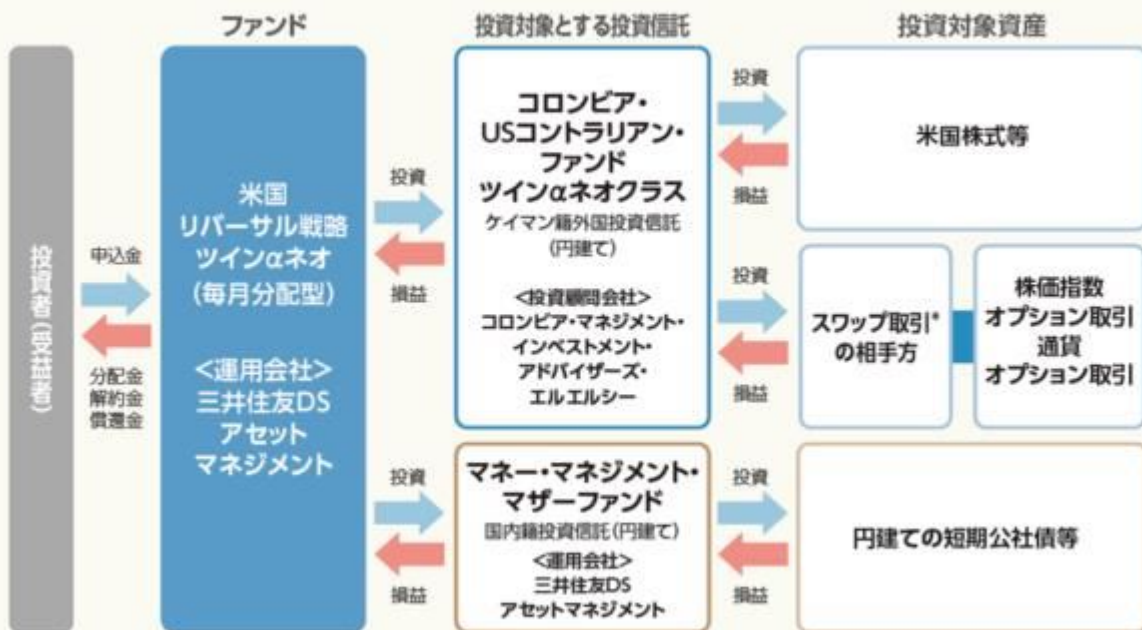 ファンド
投資対象とする投資信託
投資対象資産
投資者(受益者)
申込金
分配金
解約金
償還金
米国
リバーサル戦略
ツインαネオ
(毎月分配型)
<運用会社>
三井住友DS
アセット
マネジメント
投資
損益
コロンビア・
USコントラリアン・
ファンド
ツインαネオクラス
ケイマン籍外国投資信託
(円建て)
<投資顧問会社>
コロンビア・マネジメント・
インベストメント・
アドバイザーズ・
エルエルシー
投資
損益
米国株式等
投資
損益
スワップ取引*
の相手方
株価指数
オプション取引
通貨
オプション取引
投資
損益
マネー・マネジメント・
マザーファンド
国内籍投資信託(円建て)
<運用会社>
三井住友DS
アセットマネジメント
投資
損益
円建ての短期公社債等